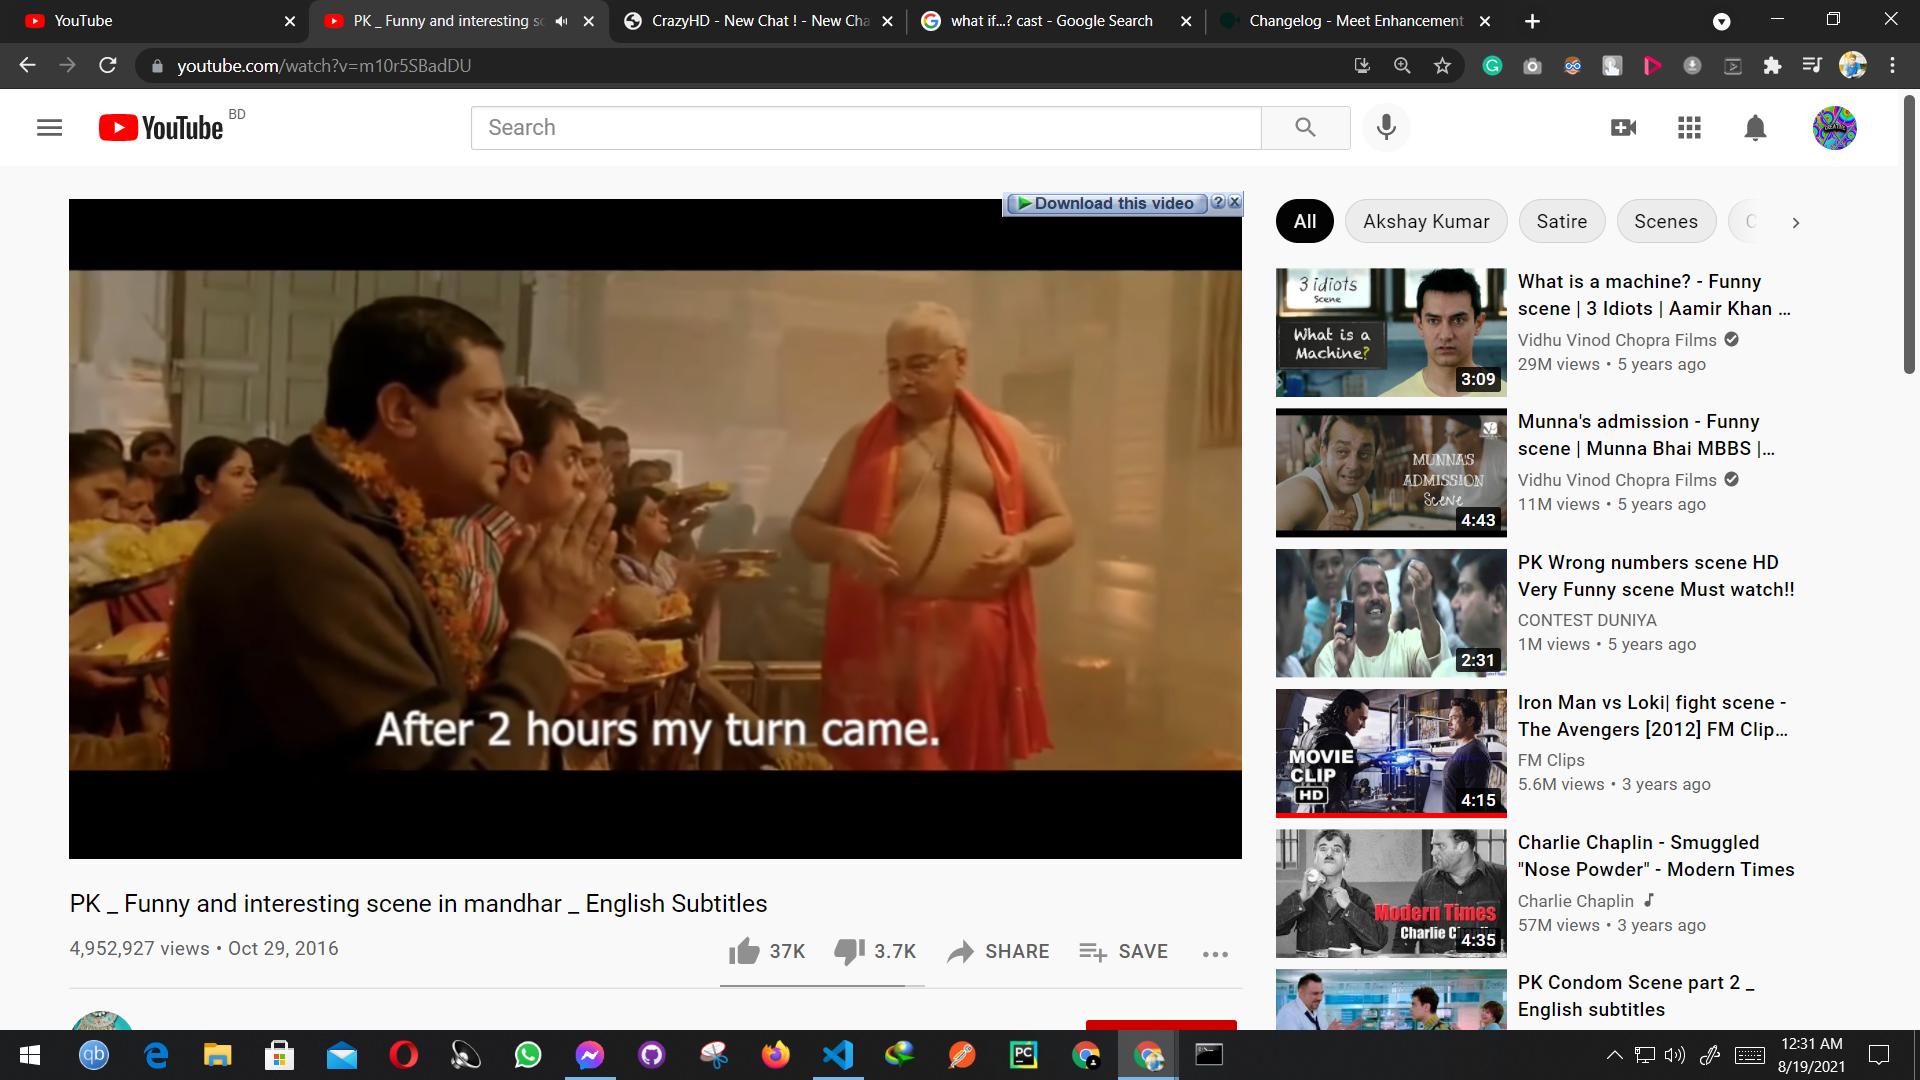 YouTube
PK _ Funny and interesting sc
CrazyHD - New Chat ! - New Cha
what if...? cast - Google Search
Changelog - Meet Enhancement
youtube.com/watch?v=m10r5SBadDU
YouTube
BD
Search
Download this video
?
After 2 hours my turn came.
PK _ Funny and interesting scene in mandhar _ English Subtitles
4,952,927 views • Oct 29, 2016
37K
3.7K
SHARE
SAVE
All
Akshay Kumar
Satire
Scenes
3 idiots
Scene
What is a
Machine?
3:09
What is a machine? - Funny
scene | 3 Idiots | Aamir Khan ...
Vidhu Vinod Chopra Films
29M views • 5 years ago
MUNNA'S
ADMISSION
Scene
4:43
Munna's admission - Funny
scene | Munna Bhai MBBS |...
Vidhu Vinod Chopra Films
11M views • 5 years ago
2:31
PK Wrong numbers scene HD
Very Funny scene Must watch!!
CONTEST DUNIYA
1M views • 5 years ago
MOVIE
CLIP
HD
4:15
Iron Man vs Loki| fight scene -
The Avengers [2012] FM Clip...
FM Clips
5.6M views • 3 years ago
Modern Times
Charlie C
4:35
Charlie Chaplin - Smuggled
"Nose Powder" - Modern Times
Charlie Chaplin
57M views • 3 years ago
PK Condom Scene part 2 _
English subtitles
qb
PC
12:31 AM
8/19/2021